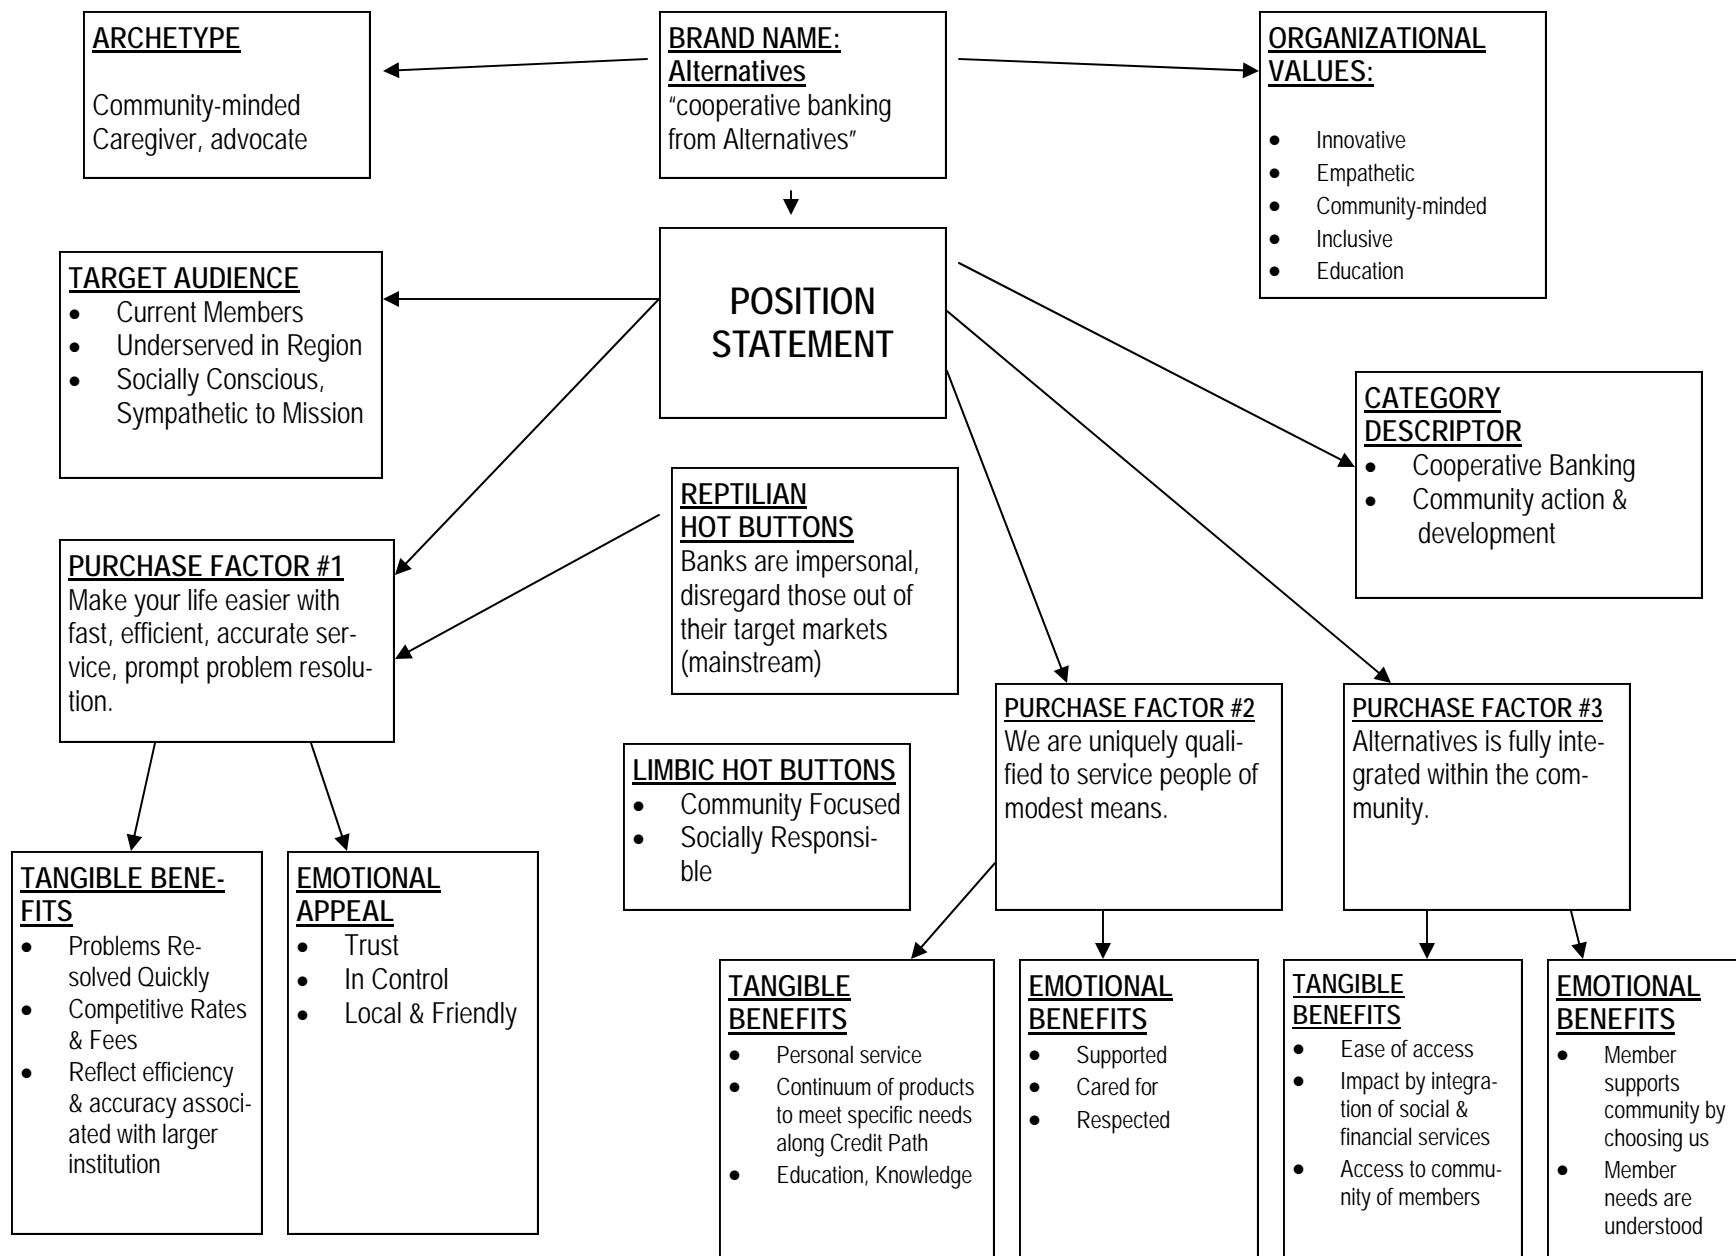 ARCHETYPE
Community-minded
Caregiver, advocate
BRAND NAME:
Alternatives
“cooperative banking
from Alternatives”
ORGANIZATIONAL
VALUES:
• Innovative
• Empathetic
• Community-minded
• Inclusive
• Education
TARGET AUDIENCE
• Current Members
• Underserved in Region
• Socially Conscious,
Sympathetic to Mission
POSITION
STATEMENT
CATEGORY
DESCRIPTOR
• Cooperative Banking
• Community action &
development
REPTILIAN
HOT BUTTONS
Banks are impersonal,
disregard those out of
their target markets
(mainstream)
PURCHASE FACTOR #1
Make your life easier with
fast, efficient, accurate ser-
vice, prompt problem resolu-
tion.
LIMBIC HOT BUTTONS
• Community Focused
• Socially Responsi-
ble
PURCHASE FACTOR #2
We are uniquely quali-
fied to service people of
modest means.
PURCHASE FACTOR #3
Alternatives is fully inte-
grated within the com-
munity.
TANGIBLE BENE-
FITS
• Problems Re-
solved Quickly
• Competitive Rates
& Fees
• Reflect efficiency
& accuracy associ-
ated with larger
institution
EMOTIONAL
APPEAL
• Trust
• In Control
• Local & Friendly
TANGIBLE
BENEFITS
• Personal service
• Continuum of products
to meet specific needs
along Credit Path
• Education, Knowledge
EMOTIONAL
BENEFITS
• Supported
• Cared for
• Respected
TANGIBLE
BENEFITS
• Ease of access
• Impact by integra-
tion of social &
financial services
• Access to commu-
nity of members
EMOTIONAL
BENEFITS
• Member
supports
community by
choosing us
• Member
needs are
understood